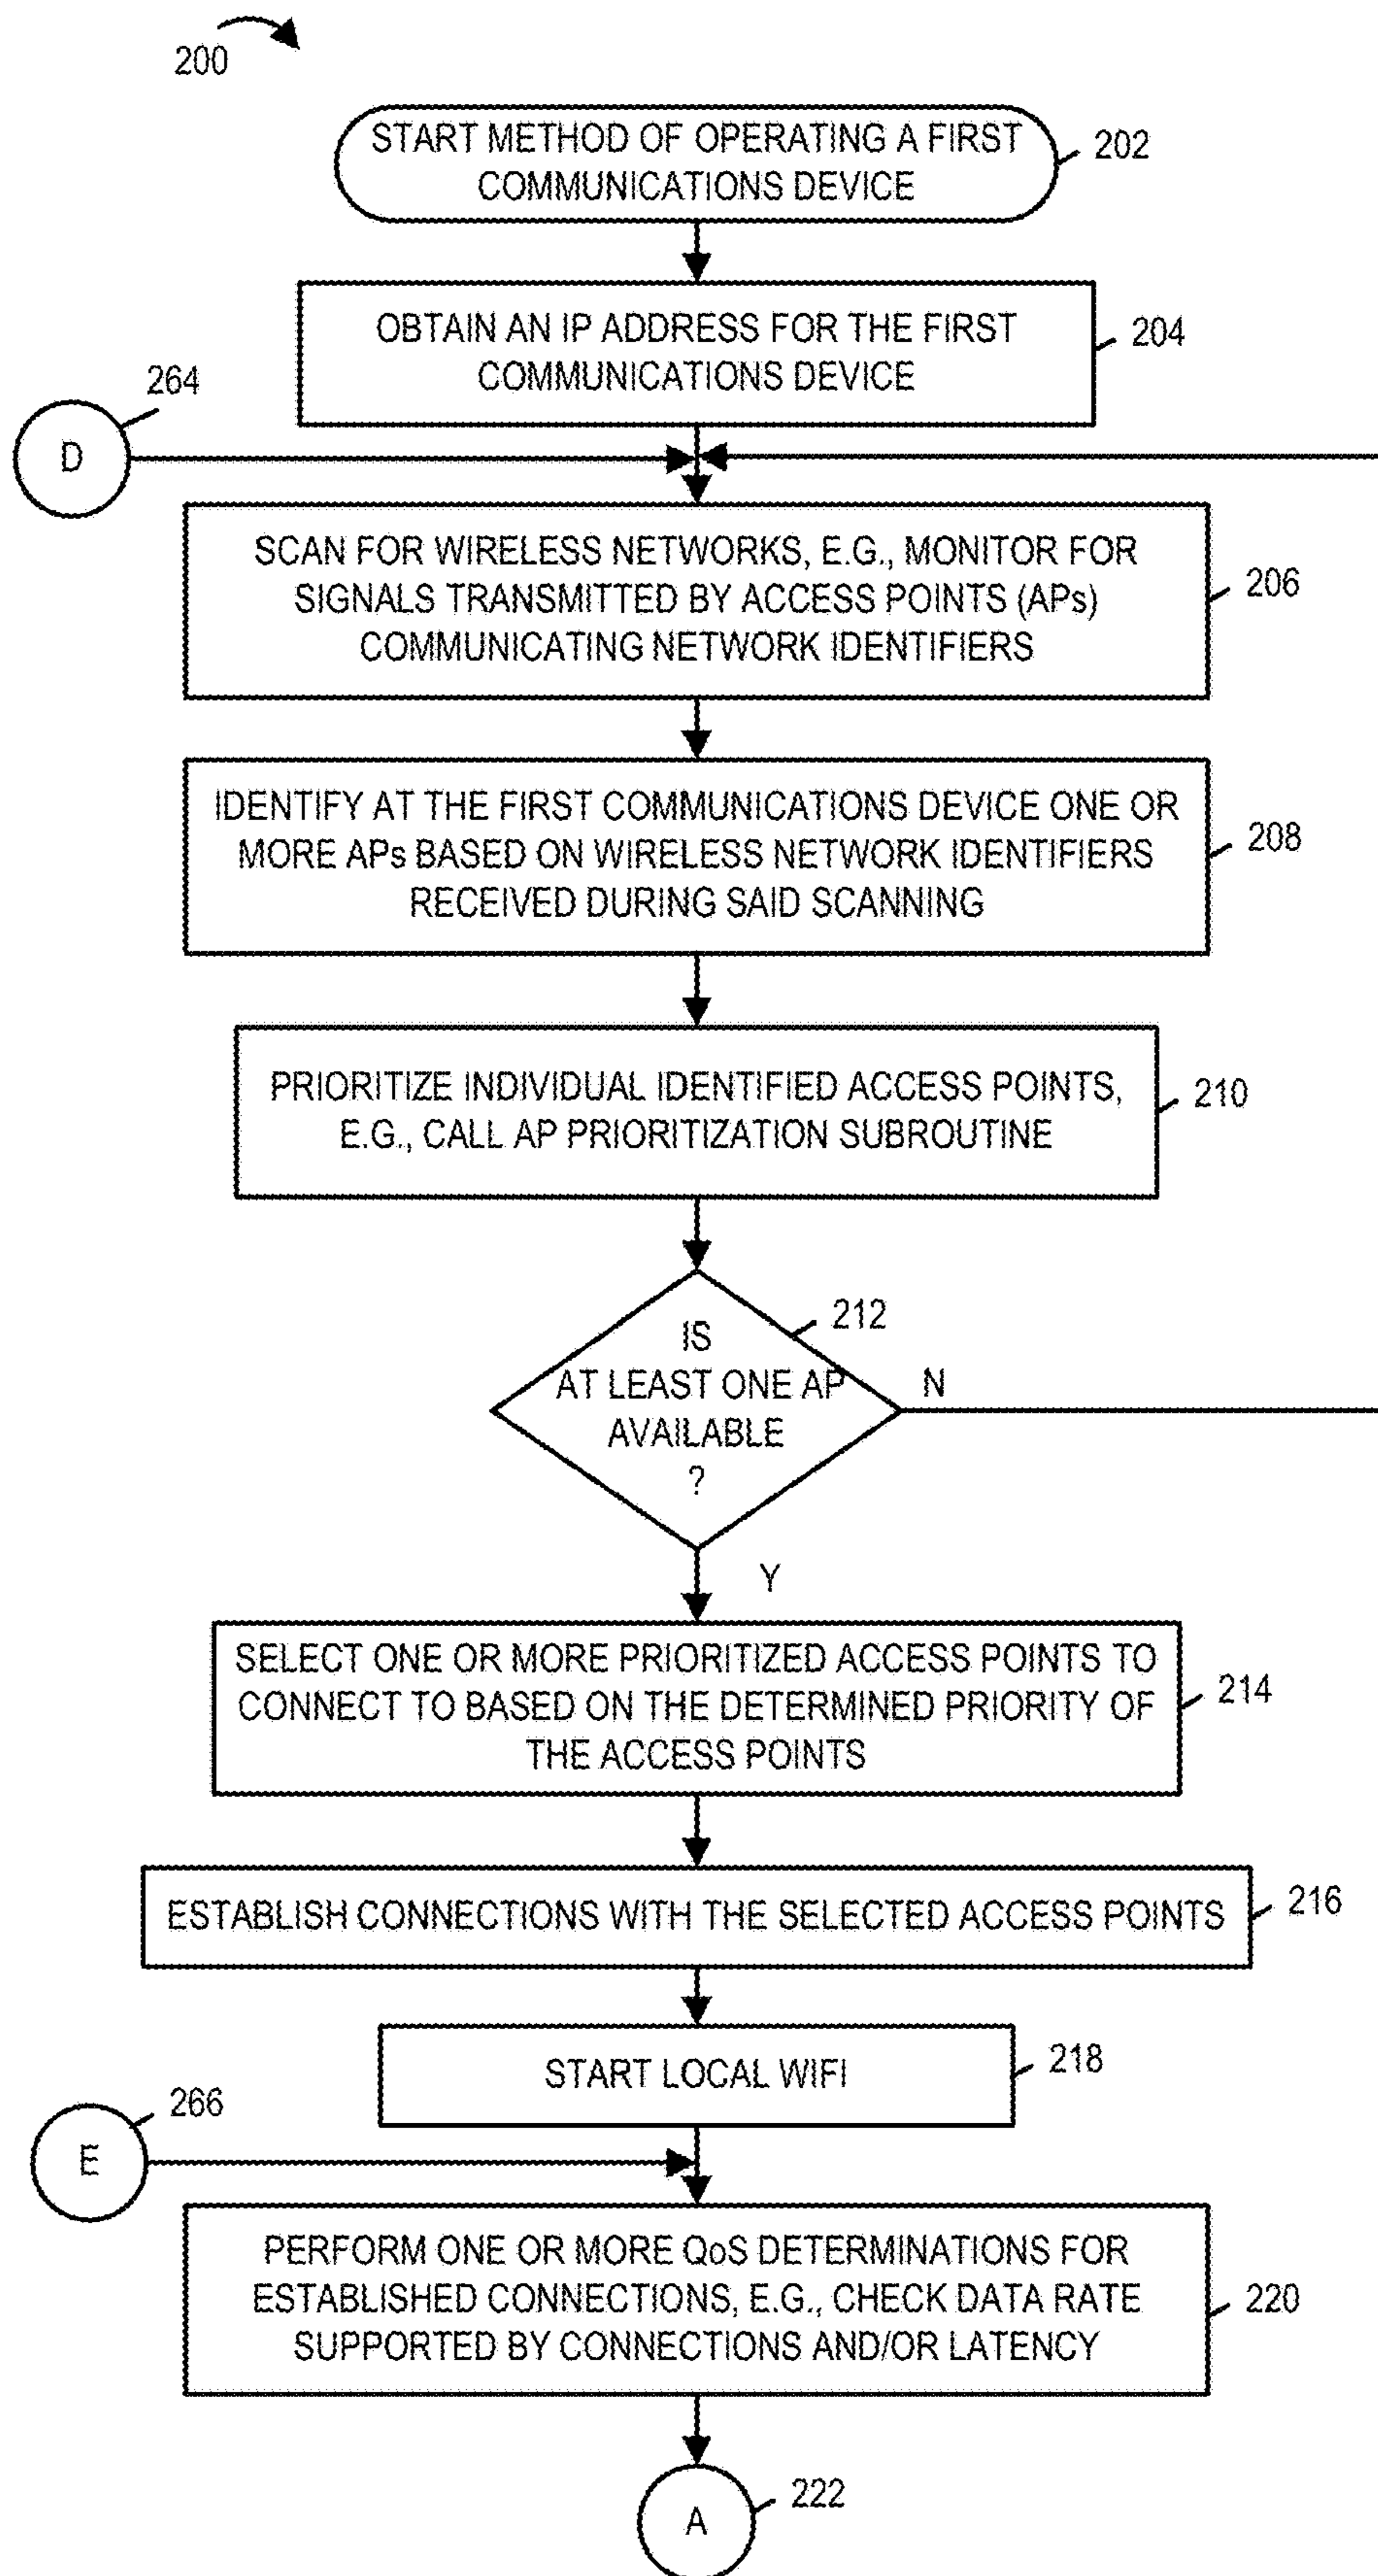 200
START METHOD OF OPERATING A FIRST
COMMUNICATIONS DEVICE
202
OBTAIN AN IP ADDRESS FOR THE FIRST
COMMUNICATIONS DEVICE
204
264
D
SCAN FOR WIRELESS NETWORKS, E.G., MONITOR FOR
SIGNALS TRANSMITTED BY ACCESS POINTS (APs)
COMMUNICATING NETWORK IDENTIFIERS
206
IDENTIFY AT THE FIRST COMMUNICATIONS DEVICE ONE OR
MORE APs BASED ON WIRELESS NETWORK IDENTIFIERS
RECEIVED DURING SAID SCANNING
208
PRIORITIZE INDIVIDUAL IDENTIFIED ACCESS POINTS,
E.G., CALL AP PRIORITIZATION SUBROUTINE
210
IS
AT LEAST ONE AP
AVAILABLE
?
212
N
Y
SELECT ONE OR MORE PRIORITIZED ACCESS POINTS TO
CONNECT TO BASED ON THE DETERMINED PRIORITY OF
THE ACCESS POINTS
214
ESTABLISH CONNECTIONS WITH THE SELECTED ACCESS POINTS
216
START LOCAL WIFI
218
266
E
PERFORM ONE OR MORE QoS DETERMINATIONS FOR
ESTABLISHED CONNECTIONS, E.G., CHECK DATA RATE
SUPPORTED BY CONNECTIONS AND/OR LATENCY
220
A
222